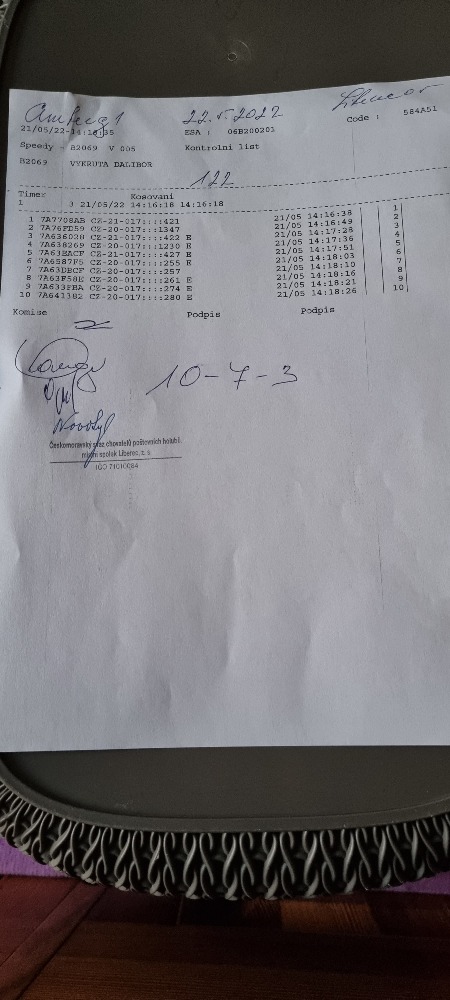 Amberg 1 22.5.2022 Liberec
21/05/22-14:18:35 ESA : 06B200203 Code : 584A51
Speedy - B2069 V 005 Kontrolni list
B2069 VYKRUTA DALIBOR
122
Timer Kosovani
1 3 21/05/22 14:16:18 14:16:18
1 7A7708AB CZ-21-017::::421 21/05 14:16:38 1
2 7A76FD59 CZ-20-017:::1347 21/05 14:16:49 2
3 7A636020 CZ-21-017::::422 E 21/05 14:17:28 3
4 7A638269 CZ-20-017:::1230 E 21/05 14:17:36 4
5 7A63EACF CZ-21-017::::427 E 21/05 14:17:51 5
6 7A6587F5 CZ-20-017::::255 E 21/05 14:18:03 6
7 7A63DECF CZ-20-017::::257 21/05 14:18:10 7
8 7A63F58E CZ-20-017::::261 E 21/05 14:18:16 8
9 7A633FBA CZ-20-017::::274 E 21/05 14:18:21 9
10 7A641382 CZ-20-017::::280 E 21/05 14:18:26 10
Komise Podpis Podpis
10-7-3
Novotný
Českomoravský svaz chovatelů poštovních holubů,
místní spolek Liberec, z. s.
IČO 71010084